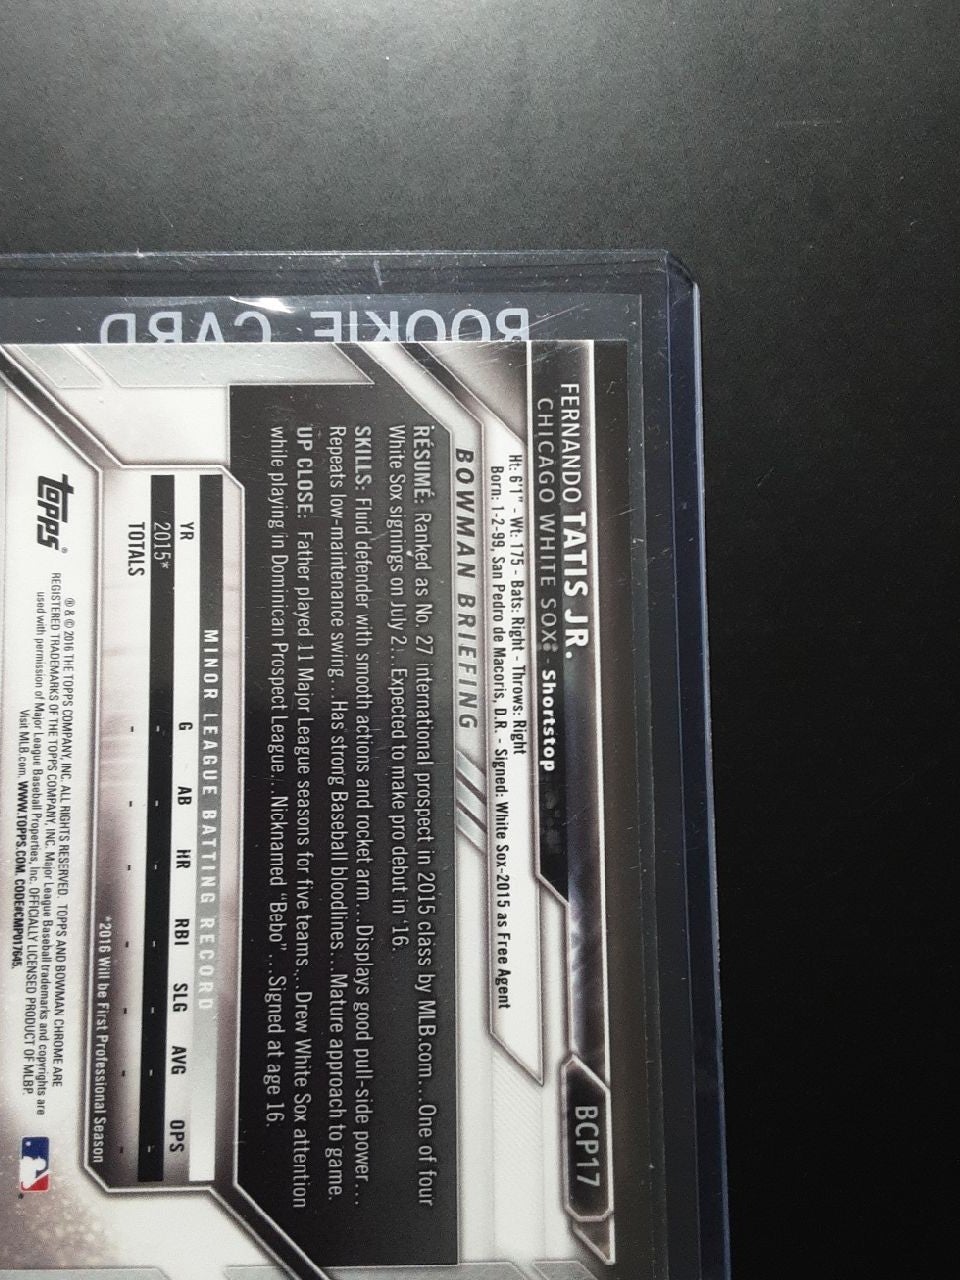 ROOKIE CARD
FERNANDO TATIS JR.
CHICAGO WHITE SOX® - Shortstop
BCP17
Ht: 6'1" - Wt: 175 - Bats: Right - Throws: Right
Born: 1-2-99, San Pedro de Macoris, D.R. - Signed: White Sox-2015 as Free Agent
BOWMAN BRIEFING
RÉSUMÉ: Ranked as No. 27 international prospect in 2015 class by MLB.com...One of four
White Sox signings on July 2...Expected to make pro debut in '16.
SKILLS: Fluid defender with smooth actions and rocket arm...Displays good pull-side power...
Repeats low-maintenance swing...Has strong Baseball bloodlines...Mature approach to game.
UP CLOSE: Father played 11 Major League seasons for five teams...Drew White Sox attention
while playing in Dominican Prospect League...Nicknamed "Bebo"...Signed at age 16.
MINOR LEAGUE BATTING RECORD
YR G AB HR RBI SLG AVG OPS
2015* - - - - - - -
TOTALS - - - - - - -
*2016 Will be First Professional Season
topps®
® & © 2016 THE TOPPS COMPANY, INC. ALL RIGHTS RESERVED. TOPPS AND BOWMAN CHROME ARE
REGISTERED TRADEMARKS OF THE TOPPS COMPANY, INC. Major League Baseball trademarks and copyrights are
used with permission of Major League Baseball Properties, Inc. OFFICIALLY LICENSED PRODUCT OF MLBP.
Visit MLB.com. WWW.TOPPS.COM. CODE#CMP017645.